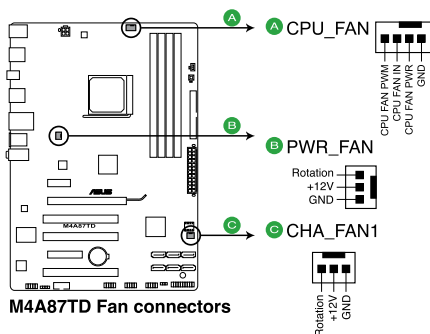 A
A CPU_FAN
CPU FAN PWM
CPU FAN IN
CPU FAN PWR
GND
B
B PWR_FAN
Rotation
+12V
GND
ASUS
M4A87TD
C
C CHA_FAN1
Rotation
+12V
GND
M4A87TD Fan connectors